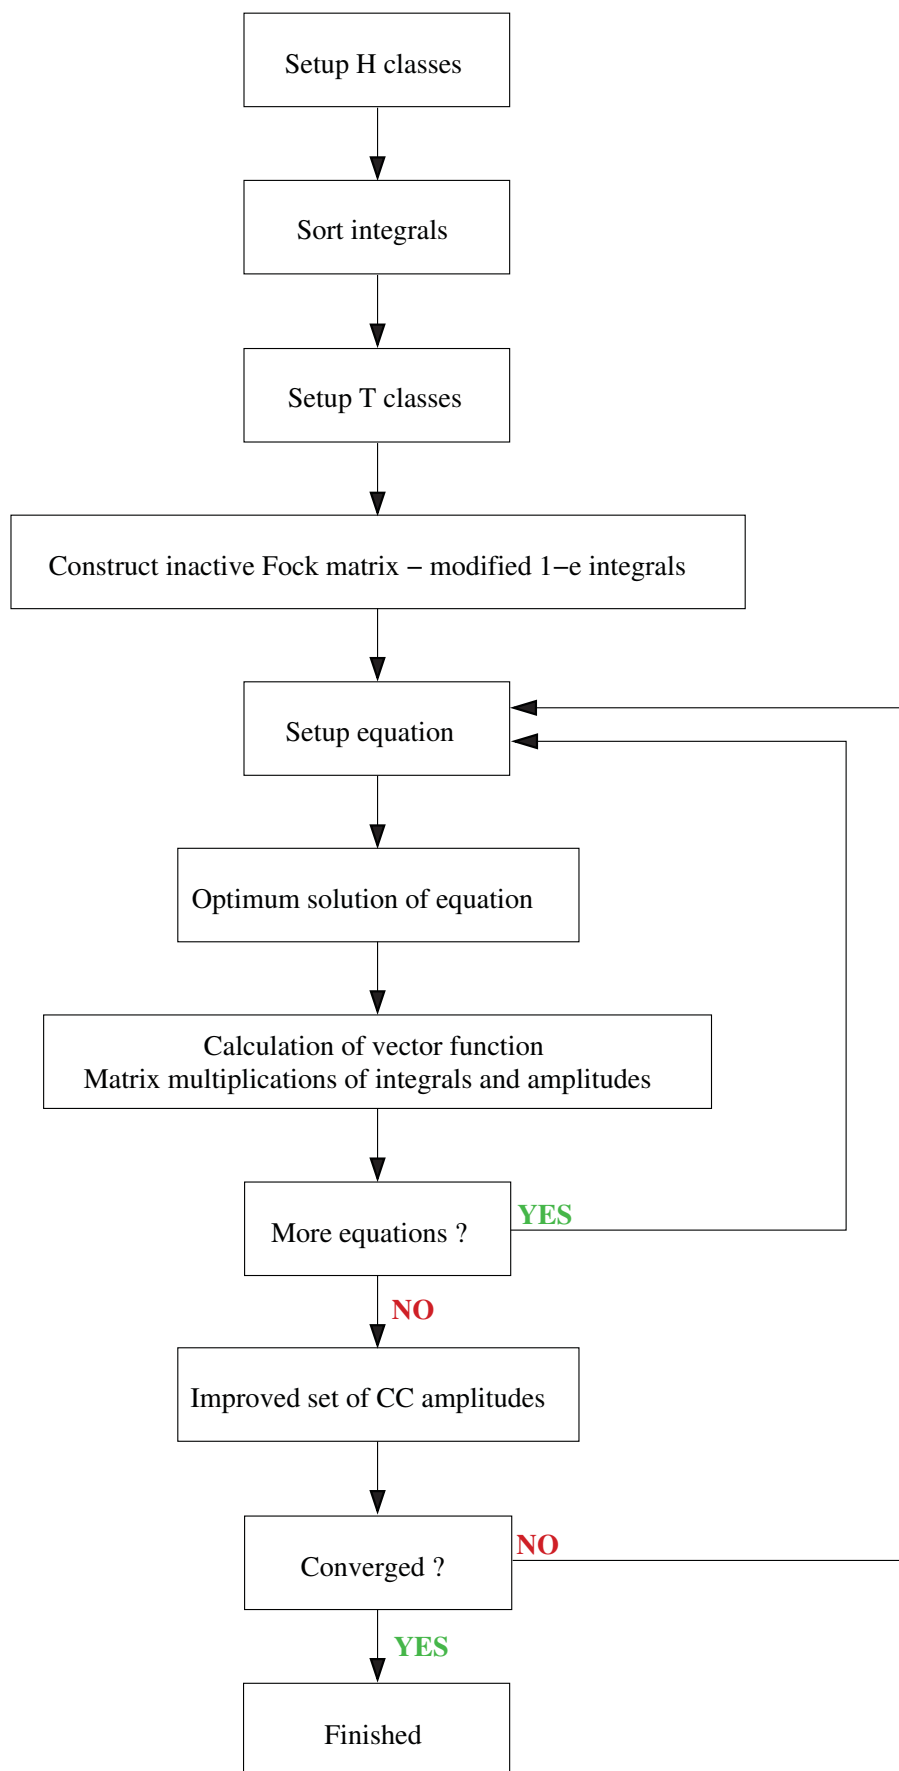 Setup H classes
Sort integrals
Setup T classes
Construct inactive Fock matrix − modified 1−e integrals
Setup equation
Optimum solution of equation
Calculation of vector function
Matrix multiplications of integrals and amplitudes
More equations ?
YES
NO
Improved set of CC amplitudes
Converged ?
NO
YES
Finished